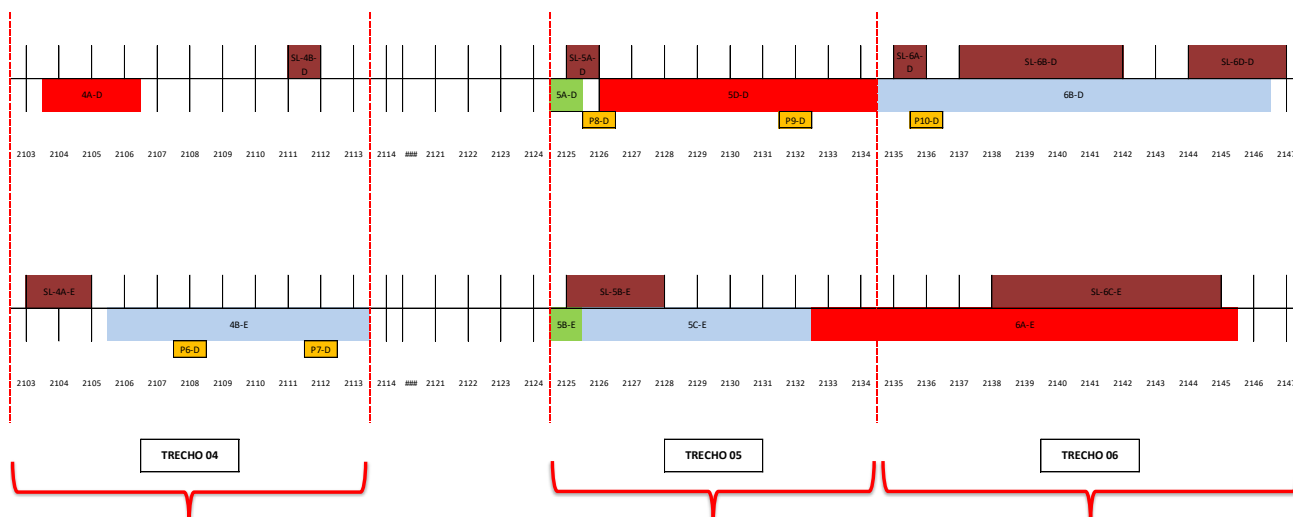 SL-4B-
D
SL-5A-
D
SL-6A-
D
SL-6B-D
SL-6D-D
4A-D
5A-D
5D-D
6B-D
P8-D
P9-D
P10-D
2103 2104 2105 2106 2107 2108 2109 2110 2111 2112 2113 2114 ### 2121 2122 2123 2124 2125 2126 2127 2128 2129 2130 2131 2132 2133 2134 2135 2136 2137 2138 2139 2140 2141 2142 2143 2144 2145 2146 2147
SL-4A-E
SL-5B-E
SL-6C-E
4B-E
5B-E
5C-E
6A-E
P6-D
P7-D
2103 2104 2105 2106 2107 2108 2109 2110 2111 2112 2113 2114 ### 2121 2122 2123 2124 2125 2126 2127 2128 2129 2130 2131 2132 2133 2134 2135 2136 2137 2138 2139 2140 2141 2142 2143 2144 2145 2146 2147
TRECHO 04
TRECHO 05
TRECHO 06